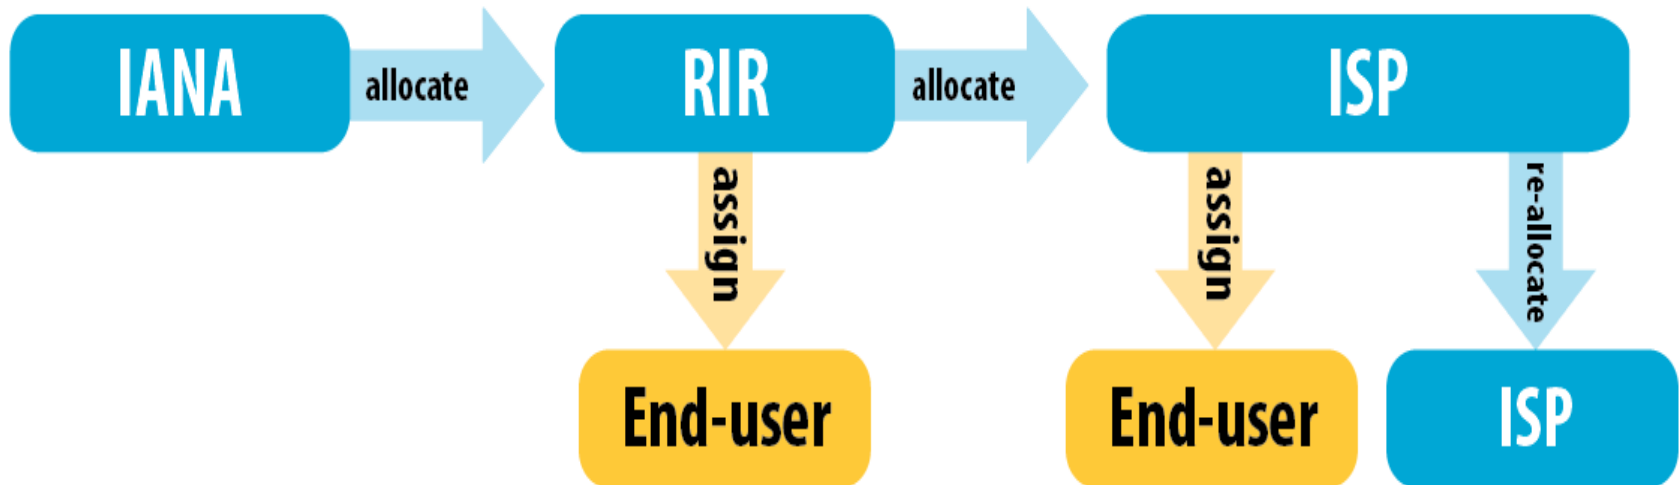 IANA
allocate
RIR
allocate
ISP
assign
assign
re-allocate
End-user
End-user
ISP